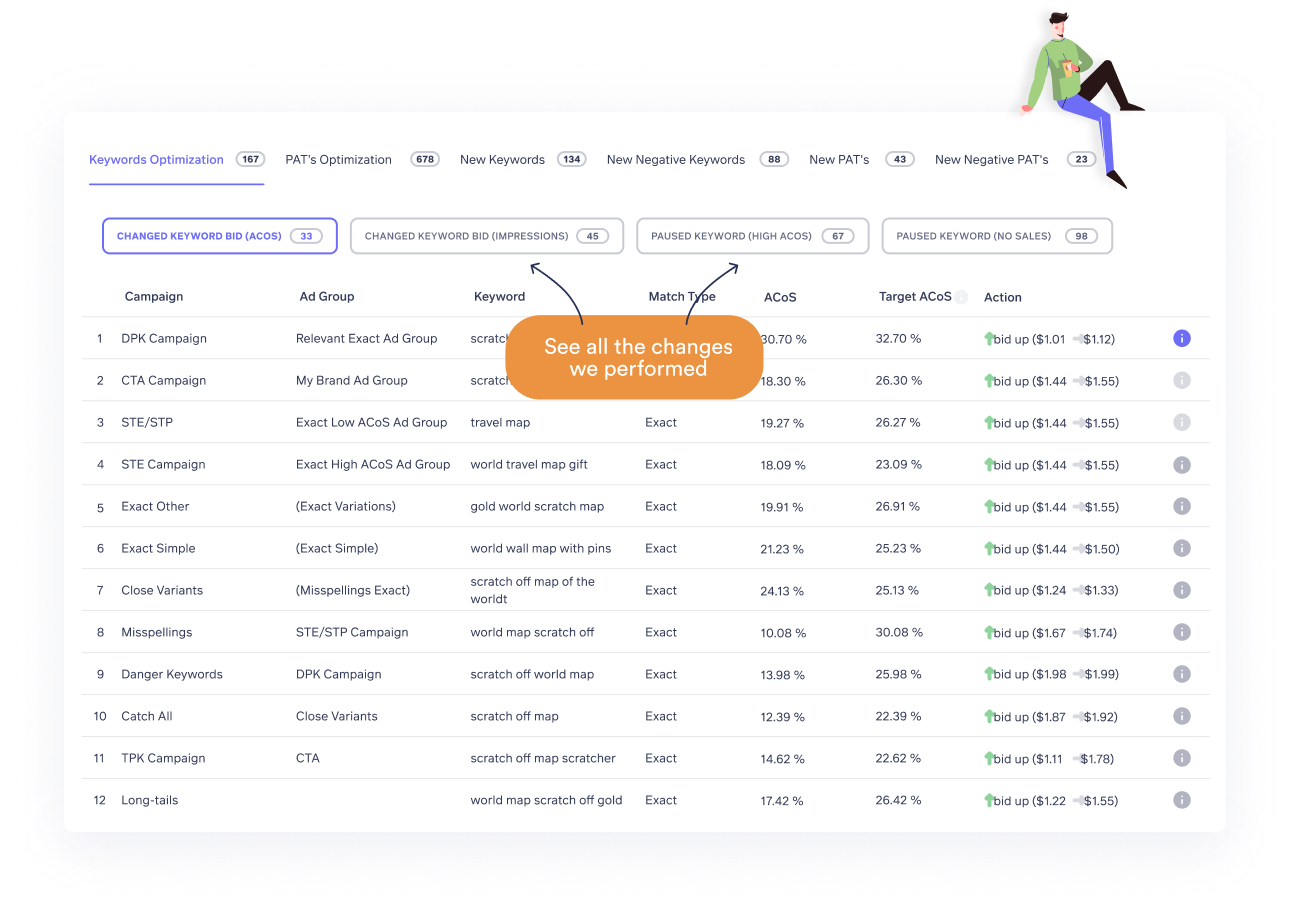 Keywords Optimization 167 PAT's Optimization 678 New Keywords 134 New Negative Keywords 88 New PAT's 43 New Negative PAT's 23
CHANGED KEYWORD BID (ACOS) 33 CHANGED KEYWORD BID (IMPRESSIONS) 45 PAUSED KEYWORD (HIGH ACOS) 67 PAUSED KEYWORD (NO SALES) 98
Campaign Ad Group Keyword Match Type ACoS Target ACoS Action
1 DPK Campaign Relevant Exact Ad Group 30.70 % 32.70 % bid up ($1.01 $1.12)
See all the changes
we performed
2 CTA Campaign My Brand Ad Group 18.30 % 26.30 % bid up ($1.44 $1.55)
3 STE/STP Exact Low ACoS Ad Group travel map Exact 19.27 % 26.27 % bid up ($1.44 $1.55)
4 STE Campaign Exact High ACoS Ad Group world travel map gift Exact 18.09 % 23.09 % bid up ($1.44 $1.55)
5 Exact Other (Exact Variations) gold world scratch map Exact 19.91 % 26.91 % bid up ($1.44 $1.55)
6 Exact Simple (Exact Simple) world wall map with pins Exact 21.23 % 25.23 % bid up ($1.44 $1.50)
7 Close Variants (Misspellings Exact) scratch off map of the
worldt Exact 24.13 % 25.13 % bid up ($1.24 $1.33)
8 Misspellings STE/STP Campaign world map scratch off Exact 10.08 % 30.08 % bid up ($1.67 $1.74)
9 Danger Keywords DPK Campaign scratch off world map Exact 13.98 % 25.98 % bid up ($1.98 $1.99)
10 Catch All Close Variants scratch off map Exact 12.39 % 22.39 % bid up ($1.87 $1.92)
11 TPK Campaign CTA scratch off map scratcher Exact 14.62 % 22.62 % bid up ($1.11 $1.78)
12 Long-tails world map scratch off gold Exact 17.42 % 26.42 % bid up ($1.22 $1.55)